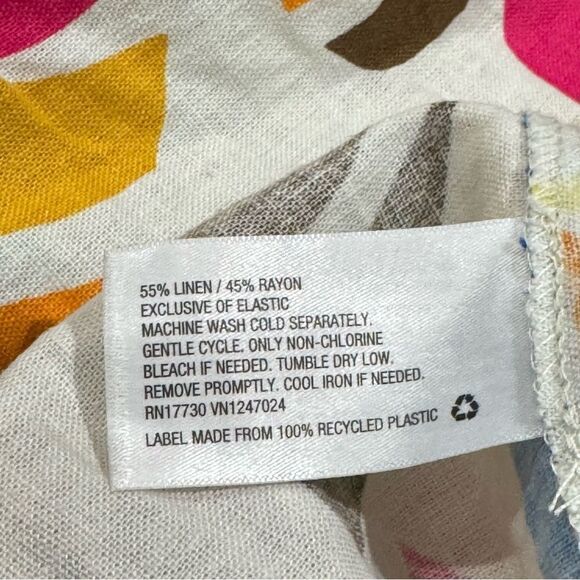 55% LINEN / 45% RAYON
EXCLUSIVE OF ELASTIC
MACHINE WASH COLD SEPARATELY.
GENTLE CYCLE. ONLY NON-CHLORINE
BLEACH IF NEEDED. TUMBLE DRY LOW.
REMOVE PROMPTLY. COOL IRON IF NEEDED.
RN17730 VN1247024
LABEL MADE FROM 100% RECYCLED PLASTIC